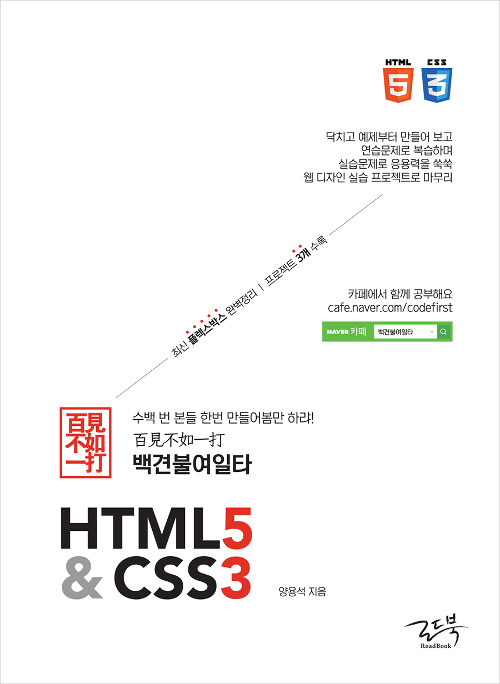 HTML CSS
5 3
닥치고 예제부터 만들어 보고
연습문제로 복습하며
실습문제로 응용력을 쑥쑥
웹 디자인 실습 프로젝트로 마무리
최신 플렉스박스 완벽정리 | 프로젝트 3개 수록
카페에서 함께 공부해요
cafe.naver.com/codefirst
NAVER 카페 백견불여일타
百見
不如
一打
수백 번 본들 한번 만들어봄만 하랴!
百見不如一打
백견불여일타
HTML5
& CSS3
양용석 지음
로드북
RoadBook